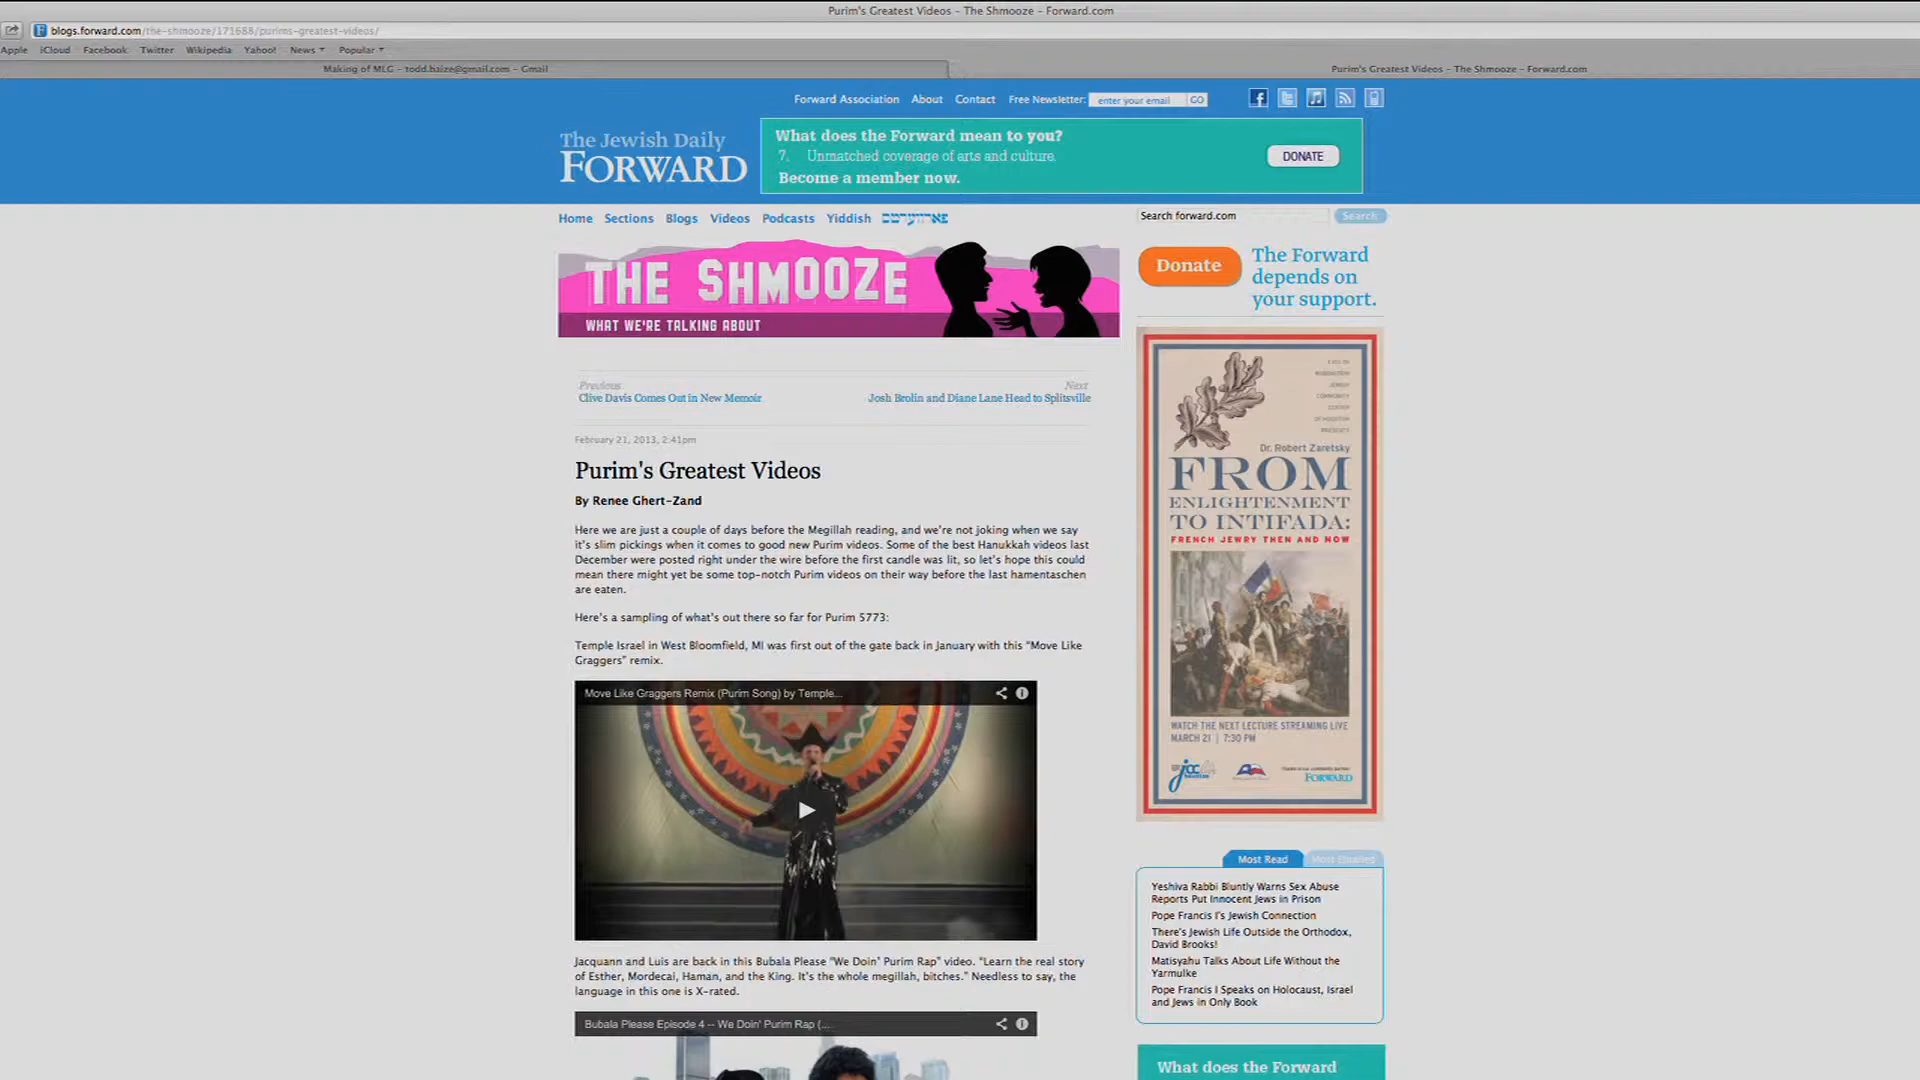 Purim's Greatest Videos – The Shmooze – Forward.com
blogs.forward.com/the-shmooze/171688/purims-greatest-videos/
Apple iCloud Facebook Twitter Wikipedia Yahoo! News Popular
Making of MLG – todd.baize@gmail.com – Gmail
Purim's Greatest Videos – The Shmooze – Forward.com
Forward Association About Contact Free Newsletter: enter your email GO
The Jewish Daily
FORWARD
What does the Forward mean to you?
7. Unmatched coverage of arts and culture.
Become a member now.
DONATE
Home Sections Blogs Videos Podcasts Yiddish פֿאָרווערטס
Search forward.com Search
THE SHMOOZE
WHAT WE'RE TALKING ABOUT
Donate
The Forward
depends on
your support.
Previous
Clive Davis Comes Out in New Memoir
Next
Josh Brolin and Diane Lane Head to Splitsville
February 21, 2013, 2:41pm
Purim's Greatest Videos
By Renee Ghert-Zand
Here we are just a couple of days before the Megillah reading, and we're not joking when we say
it's slim pickings when it comes to good new Purim videos. Some of the best Hanukkah videos last
December were posted right under the wire before the first candle was lit, so let's hope this could
mean there might yet be some top-notch Purim videos on their way before the last hamentaschen
are eaten.
Here's a sampling of what's out there so far for Purim 5773:
Temple Israel in West Bloomfield, MI was first out of the gate back in January with this "Move Like
Graggers" remix.
Move Like Graggers Remix (Purim Song) by Temple...
Jacquann and Luis are back in this Bubala Please "We Doin' Purim Rap" video. "Learn the real story
of Esther, Mordecai, Haman, and the King. It's the whole megillah, bitches." Needless to say, the
language in this one is X-rated.
Bubala Please Episode 4 -- We Doin' Purim Rap (...
JEWISH
COMMUNITY
CENTER
OF HOUSTON
PRESENTS
Dr. Robert Zaretsky
FROM
ENLIGHTENMENT
TO INTIFADA:
FRENCH JEWRY THEN AND NOW
WATCH THE NEXT LECTURE STREAMING LIVE
MARCH 21 | 7:30 PM
jcc
FORWARD
Most Read Most Emailed
Yeshiva Rabbi Bluntly Warns Sex Abuse
Reports Put Innocent Jews in Prison
Pope Francis I's Jewish Connection
There's Jewish Life Outside the Orthodox,
David Brooks!
Matisyahu Talks About Life Without the
Yarmulke
Pope Francis I Speaks on Holocaust, Israel
and Jews in Only Book
What does the Forward